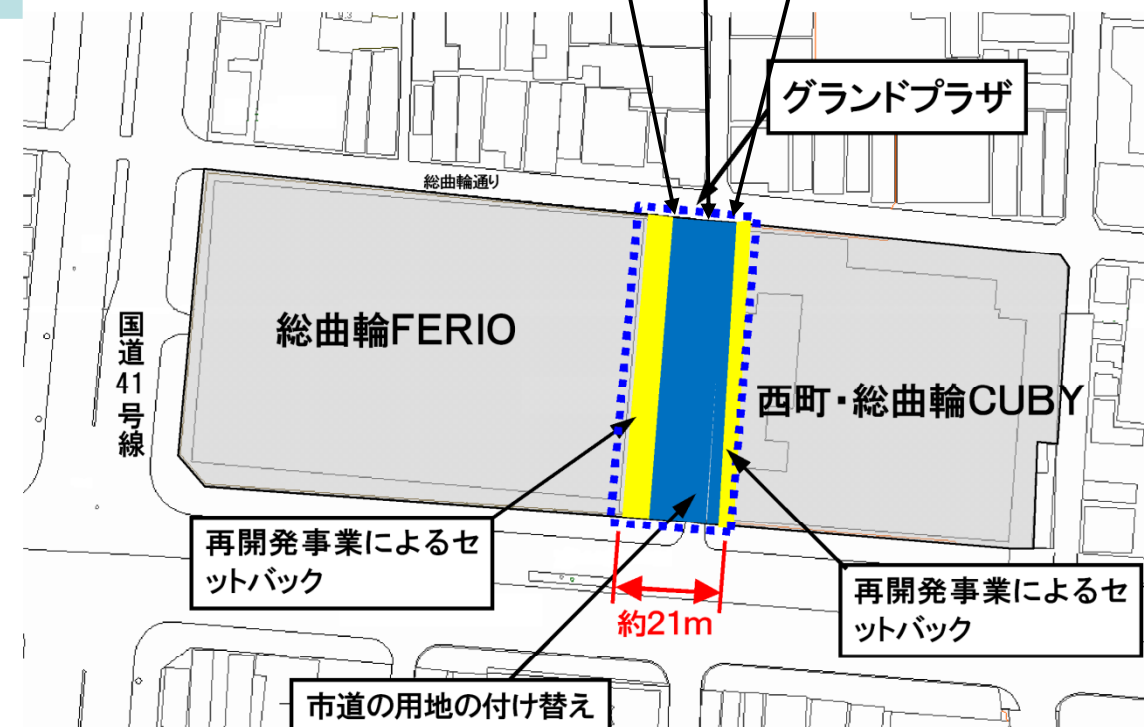 グランドプラザ
総曲輪通り
総曲輪FERIO
国道41号線
西町・総曲輪CUBY
再開発事業によるセ
ットバック
再開発事業によるセ
ットバック
約21m
市道の用地の付け替え